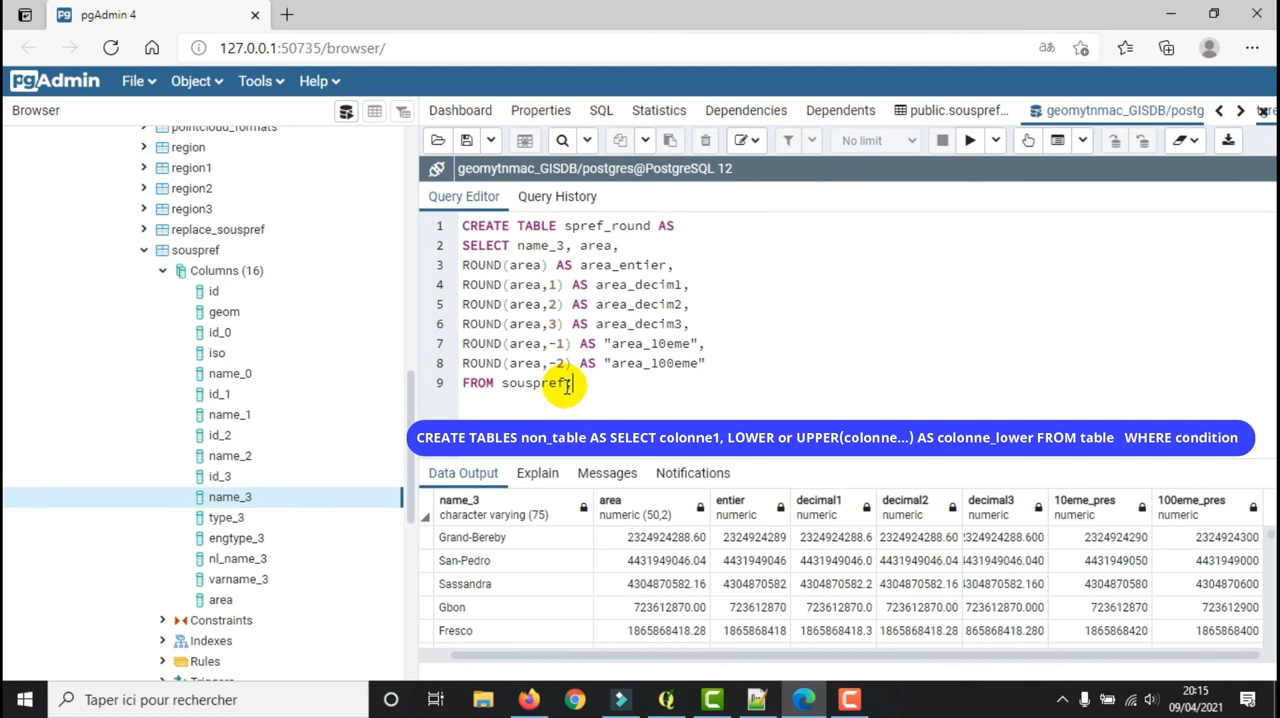 pgAdmin 4
127.0.0.1:50735/browser/
pgAdmin File Object Tools Help
Browser
Dashboard Properties SQL Statistics Dependencies Dependents public.souspref... geomytnmac_GISDB/postg
pointcloud_formats
region
region1
region2
region3
replace_souspref
souspref
Columns (16)
id
geom
id_0
iso
name_0
id_1
name_1
id_2
name_2
id_3
name_3
type_3
engtype_3
nl_name_3
varname_3
area
Constraints
Indexes
Rules
No limit
geomytnmac_GISDB/postgres@PostgreSQL 12
Query Editor Query History
1 CREATE TABLE spref_round AS
2 SELECT name_3, area,
3 ROUND(area) AS area_entier,
4 ROUND(area,1) AS area_decim1,
5 ROUND(area,2) AS area_decim2,
6 ROUND(area,3) AS area_decim3,
7 ROUND(area,-1) AS "area_10eme",
8 ROUND(area,-2) AS "area_100eme"
9 FROM souspref;
CREATE TABLES non_table AS SELECT colonne1, LOWER or UPPER(colonne...) AS colonne_lower FROM table WHERE condition
Data Output Explain Messages Notifications
name_3 area entier decimal1 decimal2 decimal3 10eme_pres 100eme_pres
character varying (75) numeric (50,2) numeric numeric numeric numeric numeric numeric
Grand-Bereby 2324924288.60 2324924289 2324924288.6 2324924288.60 !324924288.600 2324924290 2324924300
San-Pedro 4431949046.04 4431949046 4431949046.0 4431949046.04 431949046.040 4431949050 4431949000
Sassandra 4304870582.16 4304870582 4304870582.2 4304870582.16 304870582.160 4304870580 4304870600
Gbon 723612870.00 723612870 723612870.0 723612870.00 723612870.000 723612870 723612900
Fresco 1865868418.28 1865868418 1865868418.3 1865868418.28 865868418.280 1865868420 1865868400
Taper ici pour rechercher
20:15
09/04/2021